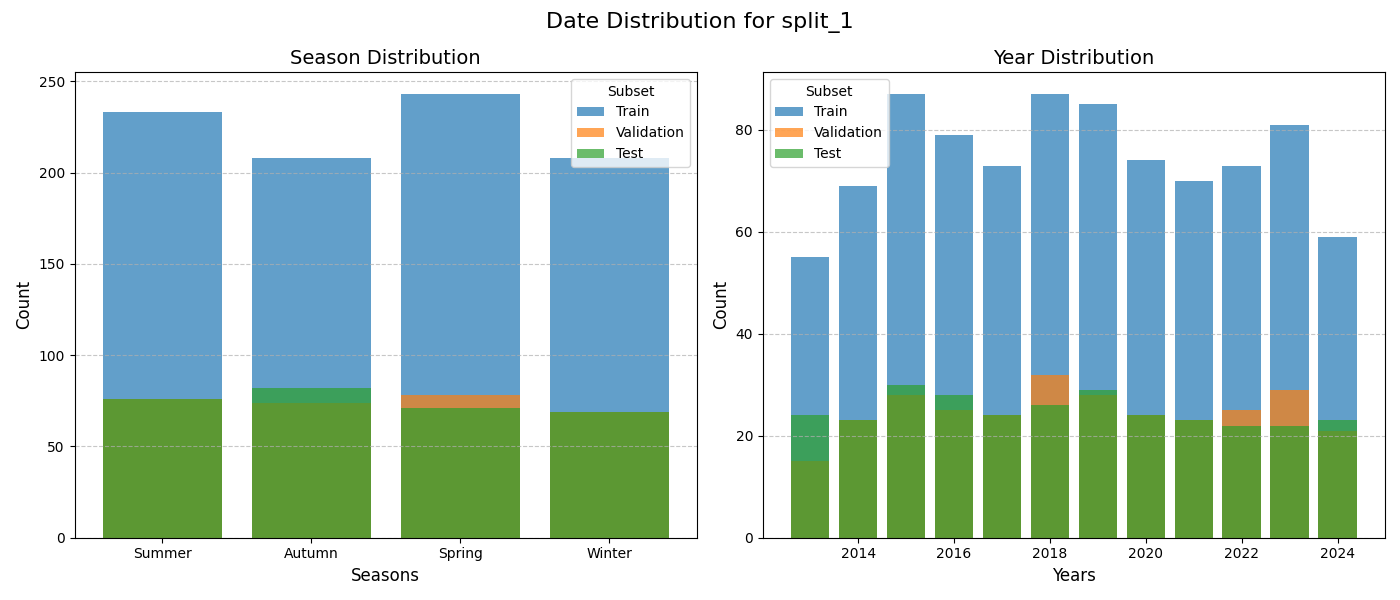 Date Distribution for split_1
Season Distribution
250
200
150
100
50
0
Count
Subset
Train
Validation
Test
Summer
Autumn
Spring
Winter
Seasons
Year Distribution
80
60
40
20
0
Count
Subset
Train
Validation
Test
2014
2016
2018
2020
2022
2024
Years